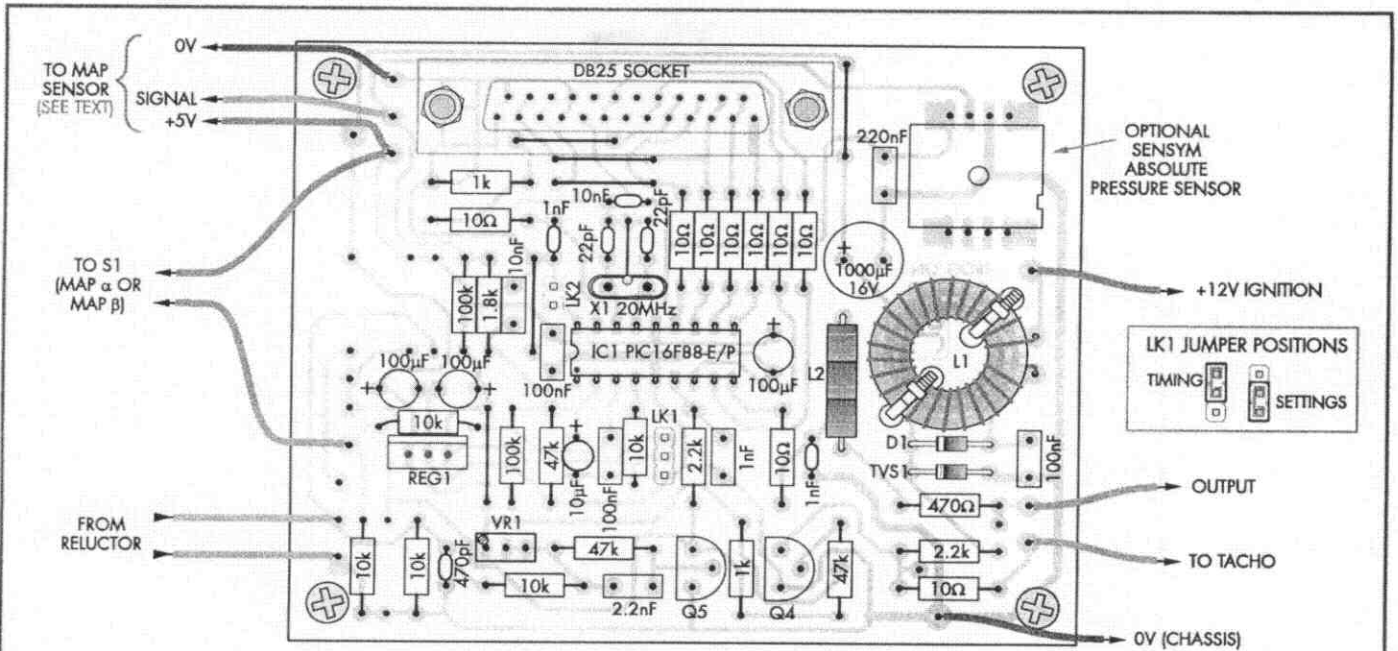 0V
TO MAP
SENSOR
(SEE TEXT)
SIGNAL
+5V
DB25 SOCKET
220nF
OPTIONAL
SENSYM
ABSOLUTE
PRESSURE SENSOR
1k
10Ω
10nF
1nF
22pF
22pF
10Ω
10Ω
10Ω
10Ω
10Ω
10Ω
+
1000µF
16V
TO S1
(MAP α OR
MAP β)
100k
1.8k
10nF
LK2
X1 20MHz
+12V IGNITION
IC1 PIC16F88-E/P
+
100µF
L2
L1
LK1 JUMPER POSITIONS
TIMING
SETTINGS
100µF
100µF
+
+
100nF
10k
REG1
100k
47k
+
10µF
100nF
10k
LK1
2.2k
1nF
10Ω
1nF
D1
TVS1
100nF
470Ω
OUTPUT
FROM
RELUCTOR
10k
10k
470pF
VR1
47k
10k
2.2nF
Q5
1k
Q4
47k
2.2k
10Ω
TO TACHO
0V (CHASSIS)